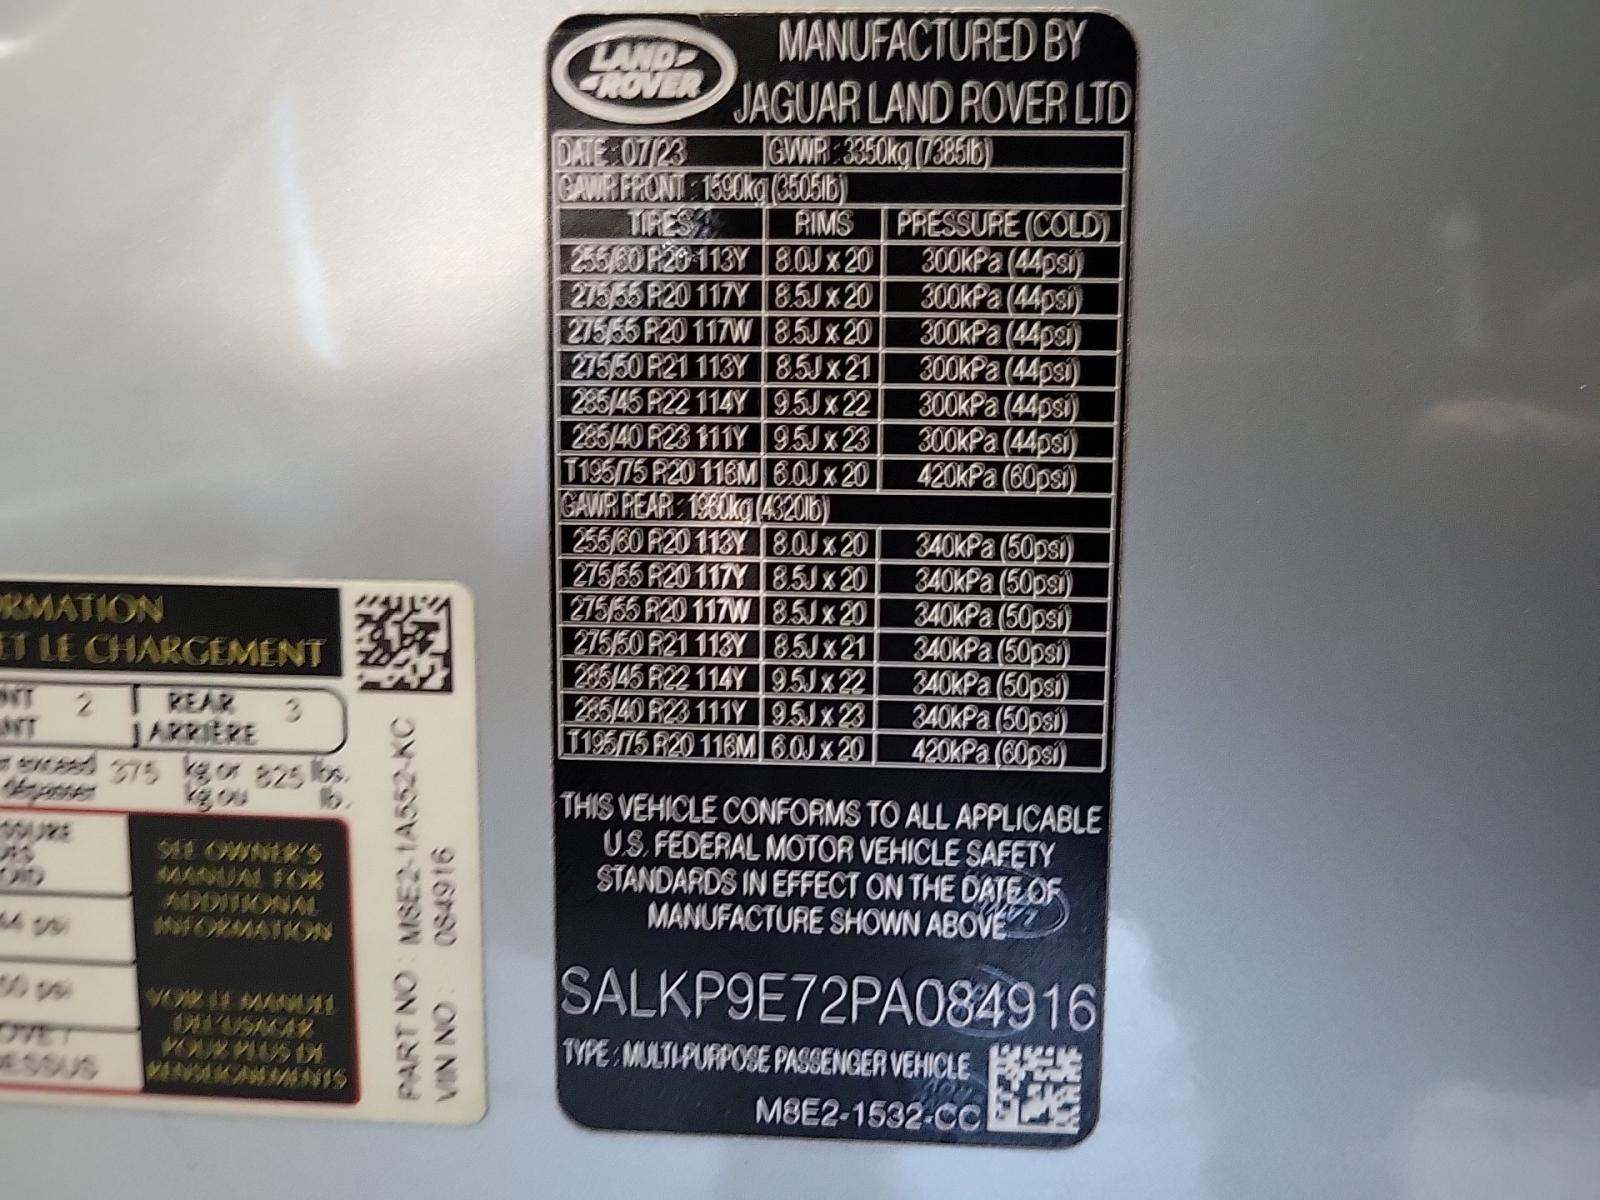 LAND
ROVER
MANUFACTURED BY
JAGUAR LAND ROVER LTD
DATE : 07/23 GVWR : 3350kg (7385lb)
GAWR FRONT : 1590kg (3505lb)
TIRES RIMS PRESSURE (COLD)
255/60 R20 113Y 8.0J x 20 300kPa (44psi)
275/55 R20 117Y 8.5J x 20 300kPa (44psi)
275/55 R20 117W 8.5J x 20 300kPa (44psi)
275/50 R21 113Y 8.5J x 21 300kPa (44psi)
285/45 R22 114Y 9.5J x 22 300kPa (44psi)
285/40 R23 111Y 9.5J x 23 300kPa (44psi)
T195/75 R20 116M 6.0J x 20 420kPa (60psi)
GAWR REAR : 1960kg (4320lb)
255/60 R20 113Y 8.0J x 20 340kPa (50psi)
275/55 R20 117Y 8.5J x 20 340kPa (50psi)
275/55 R20 117W 8.5J x 20 340kPa (50psi)
275/50 R21 113Y 8.5J x 21 340kPa (50psi)
285/45 R22 114Y 9.5J x 22 340kPa (50psi)
285/40 R23 111Y 9.5J x 23 340kPa (50psi)
T195/75 R20 116M 6.0J x 20 420kPa (60psi)
THIS VEHICLE CONFORMS TO ALL APPLICABLE
U.S. FEDERAL MOTOR VEHICLE SAFETY
STANDARDS IN EFFECT ON THE DATE OF
MANUFACTURE SHOWN ABOVE
SALKP9E72PA084916
TYPE : MULTI-PURPOSE PASSENGER VEHICLE
M8E2-1532-CC
ORMATION
ET LE CHARGEMENT
NT 2 REAR 3
NT ARRIÈRE
exceed 375 kg or 825 lbs.
dépasser kg ou lb.
SSURE
44 psi
50 psi
ESSUS
SEE OWNER'S
MANUAL FOR
ADDITIONAL
INFORMATION
VOIR LE MANUEL
DE L'USAGER
POUR PLUS DE
RENSEIGNEMENTS
PART NO : M8E2-1A552-KC
VIN NO : 084916